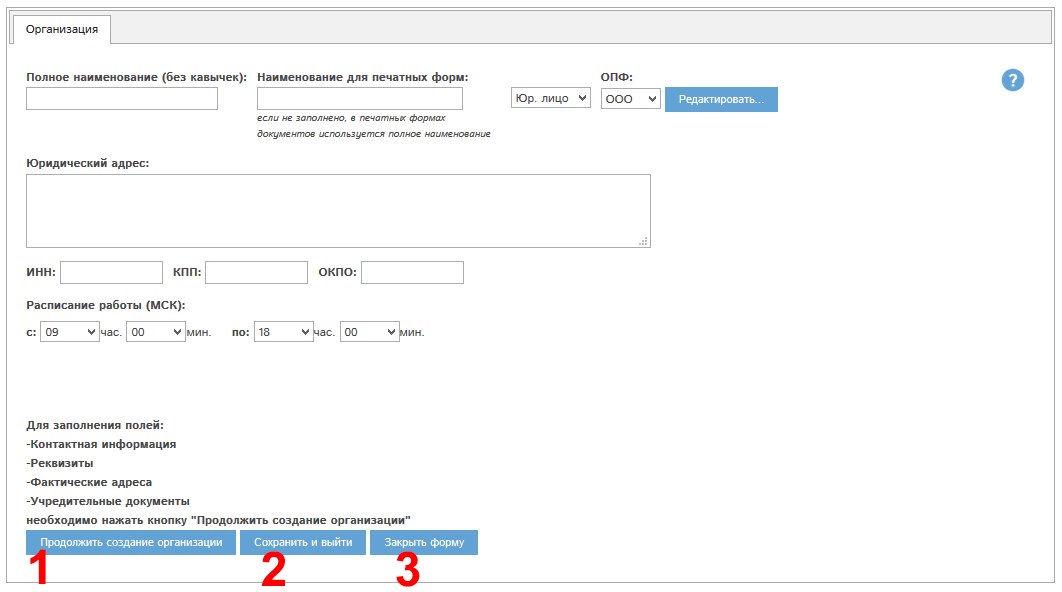 Организация
Полное наименование (без кавычек): Наименование для печатных форм: ОПФ:
Юр. лицо ООО Редактировать... ?
если не заполнено, в печатных формах
документов используется полное наименование
Юридический адрес:
ИНН: КПП: ОКПО:
Расписание работы (МСК):
с: 09 час. 00 мин. по: 18 час. 00 мин.
Для заполнения полей:
-Контактная информация
-Реквизиты
-Фактические адреса
-Учредительные документы
необходимо нажать кнопку "Продолжить создание организации"
Продолжить создание организации Сохранить и выйти Закрыть форму
1 2 3